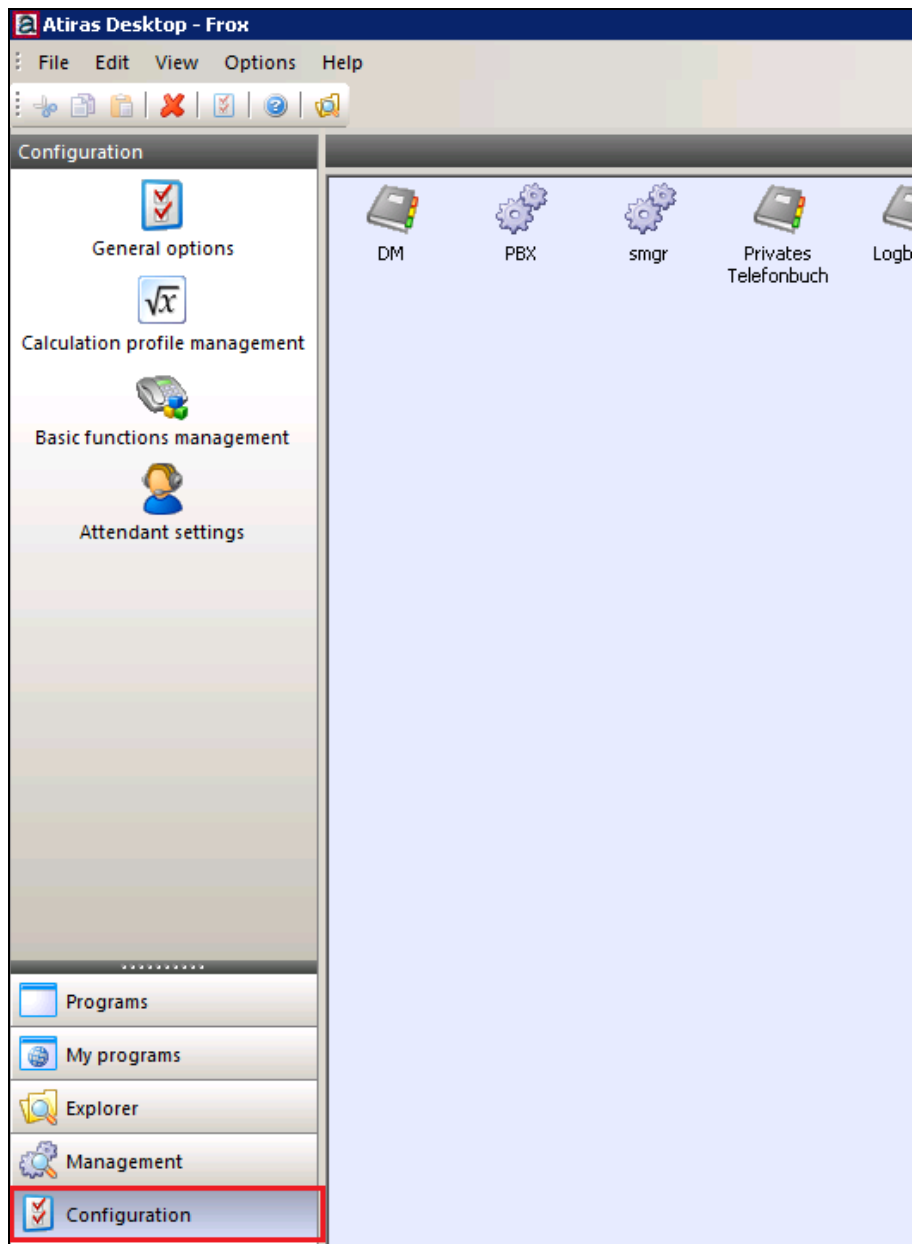 Atiras Desktop - Frox
File Edit View Options Help
Configuration
General options
√x
Calculation profile management
Basic functions management
Attendant settings
DM
PBX
smgr
Privates
Telefonbuch
Logb
Programs
My programs
Explorer
Management
Configuration